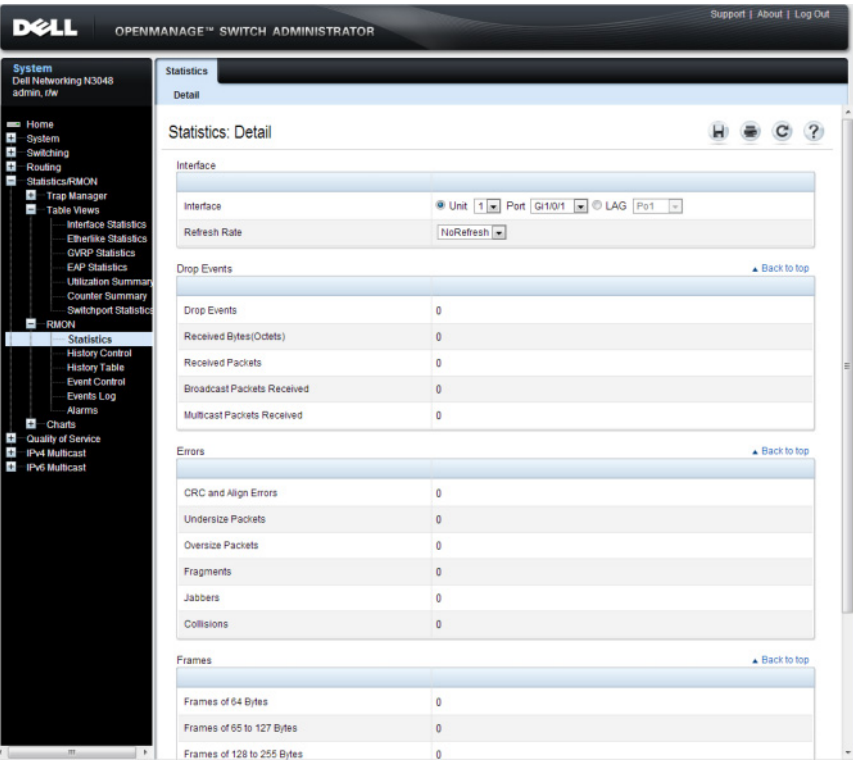 Support | About | Log Out
DELL OPENMANAGE™ SWITCH ADMINISTRATOR
System
Dell Networking N3048
admin, r/w
Home
System
Switching
Routing
Statistics/RMON
Trap Manager
Table Views
Interface Statistics
Etherlike Statistics
GVRP Statistics
EAP Statistics
Utilization Summary
Counter Summary
Switchport Statistics
RMON
Statistics
History Control
History Table
Event Control
Events Log
Alarms
Charts
Quality of Service
IPv4 Multicast
IPv6 Multicast
Statistics
Detail
Statistics: Detail
Interface
Interface Unit 1 Port Gi1/0/1 LAG Po1
Refresh Rate NoRefresh
Drop Events Back to top
Drop Events 0
Received Bytes(Octets) 0
Received Packets 0
Broadcast Packets Received 0
Multicast Packets Received 0
Errors Back to top
CRC and Align Errors 0
Undersize Packets 0
Oversize Packets 0
Fragments 0
Jabbers 0
Collisions 0
Frames Back to top
Frames of 64 Bytes 0
Frames of 65 to 127 Bytes 0
Frames of 128 to 255 Bytes 0